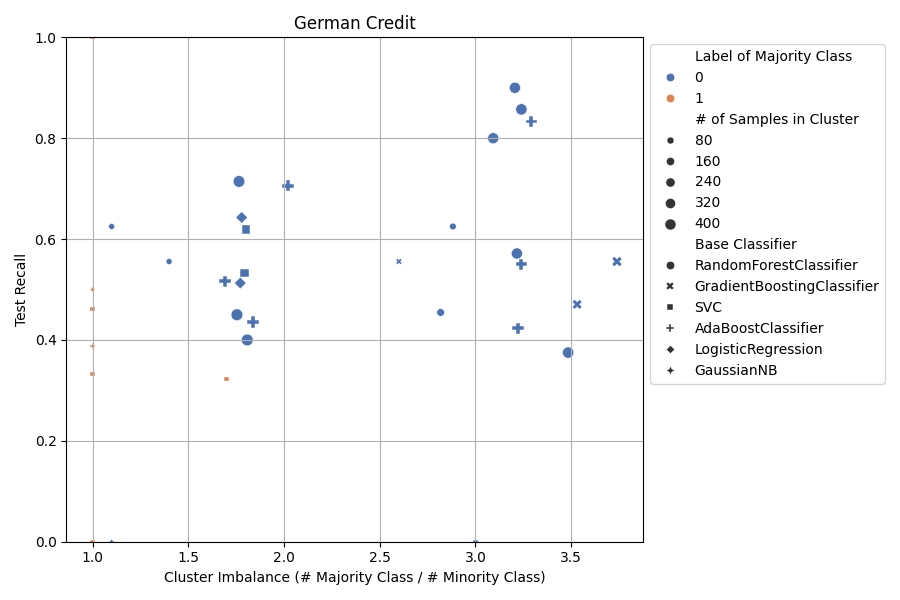 German Credit
1.0
0.8
0.6
0.4
0.2
0.0
Test Recall
1.0 1.5 2.0 2.5 3.0 3.5
Cluster Imbalance (# Majority Class / # Minority Class)
Label of Majority Class
0
1
# of Samples in Cluster
80
160
240
320
400
Base Classifier
RandomForestClassifier
GradientBoostingClassifier
SVC
AdaBoostClassifier
LogisticRegression
GaussianNB